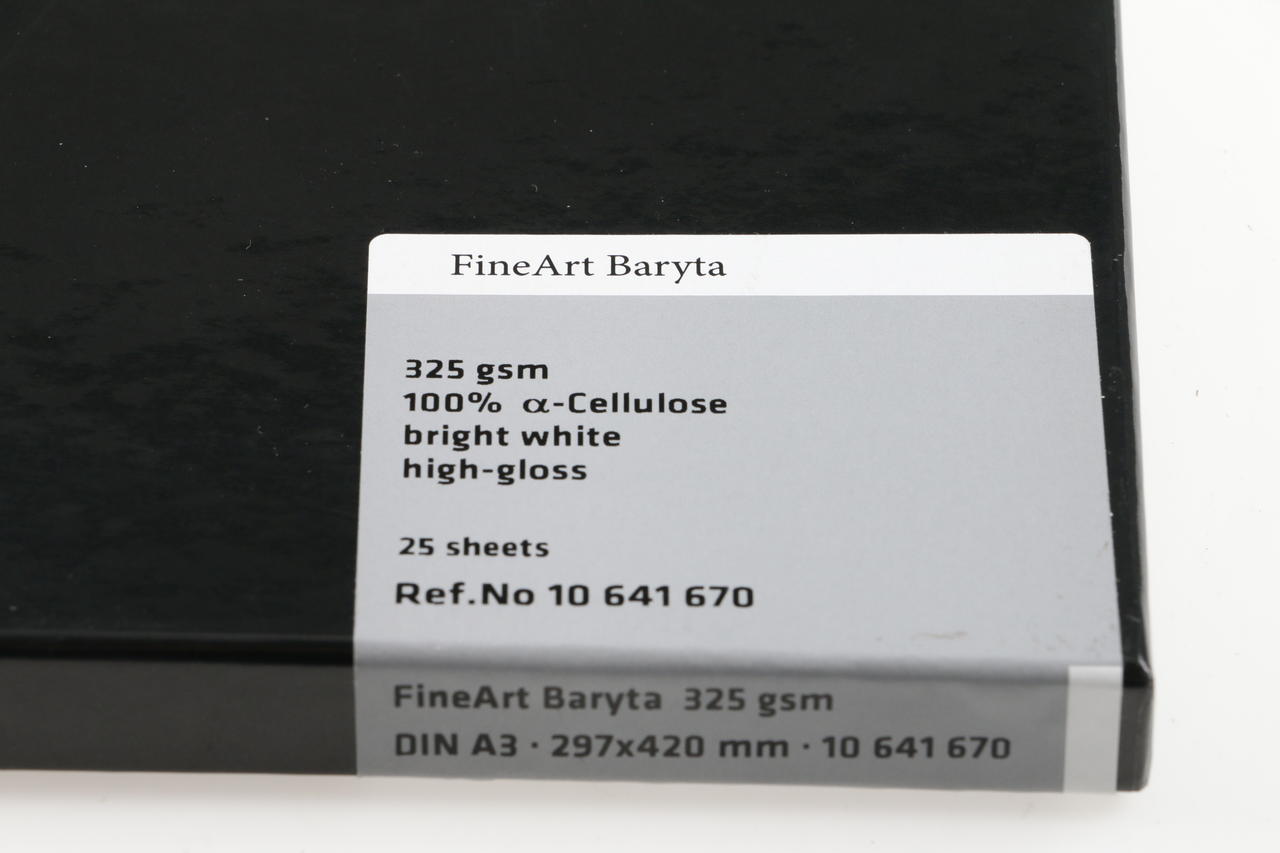 FineArt Baryta
325 gsm
100% α-Cellulose
bright white
high-gloss
25 sheets
Ref.No 10 641 670
FineArt Baryta 325 gsm
DIN A3 · 297x420 mm · 10 641 670